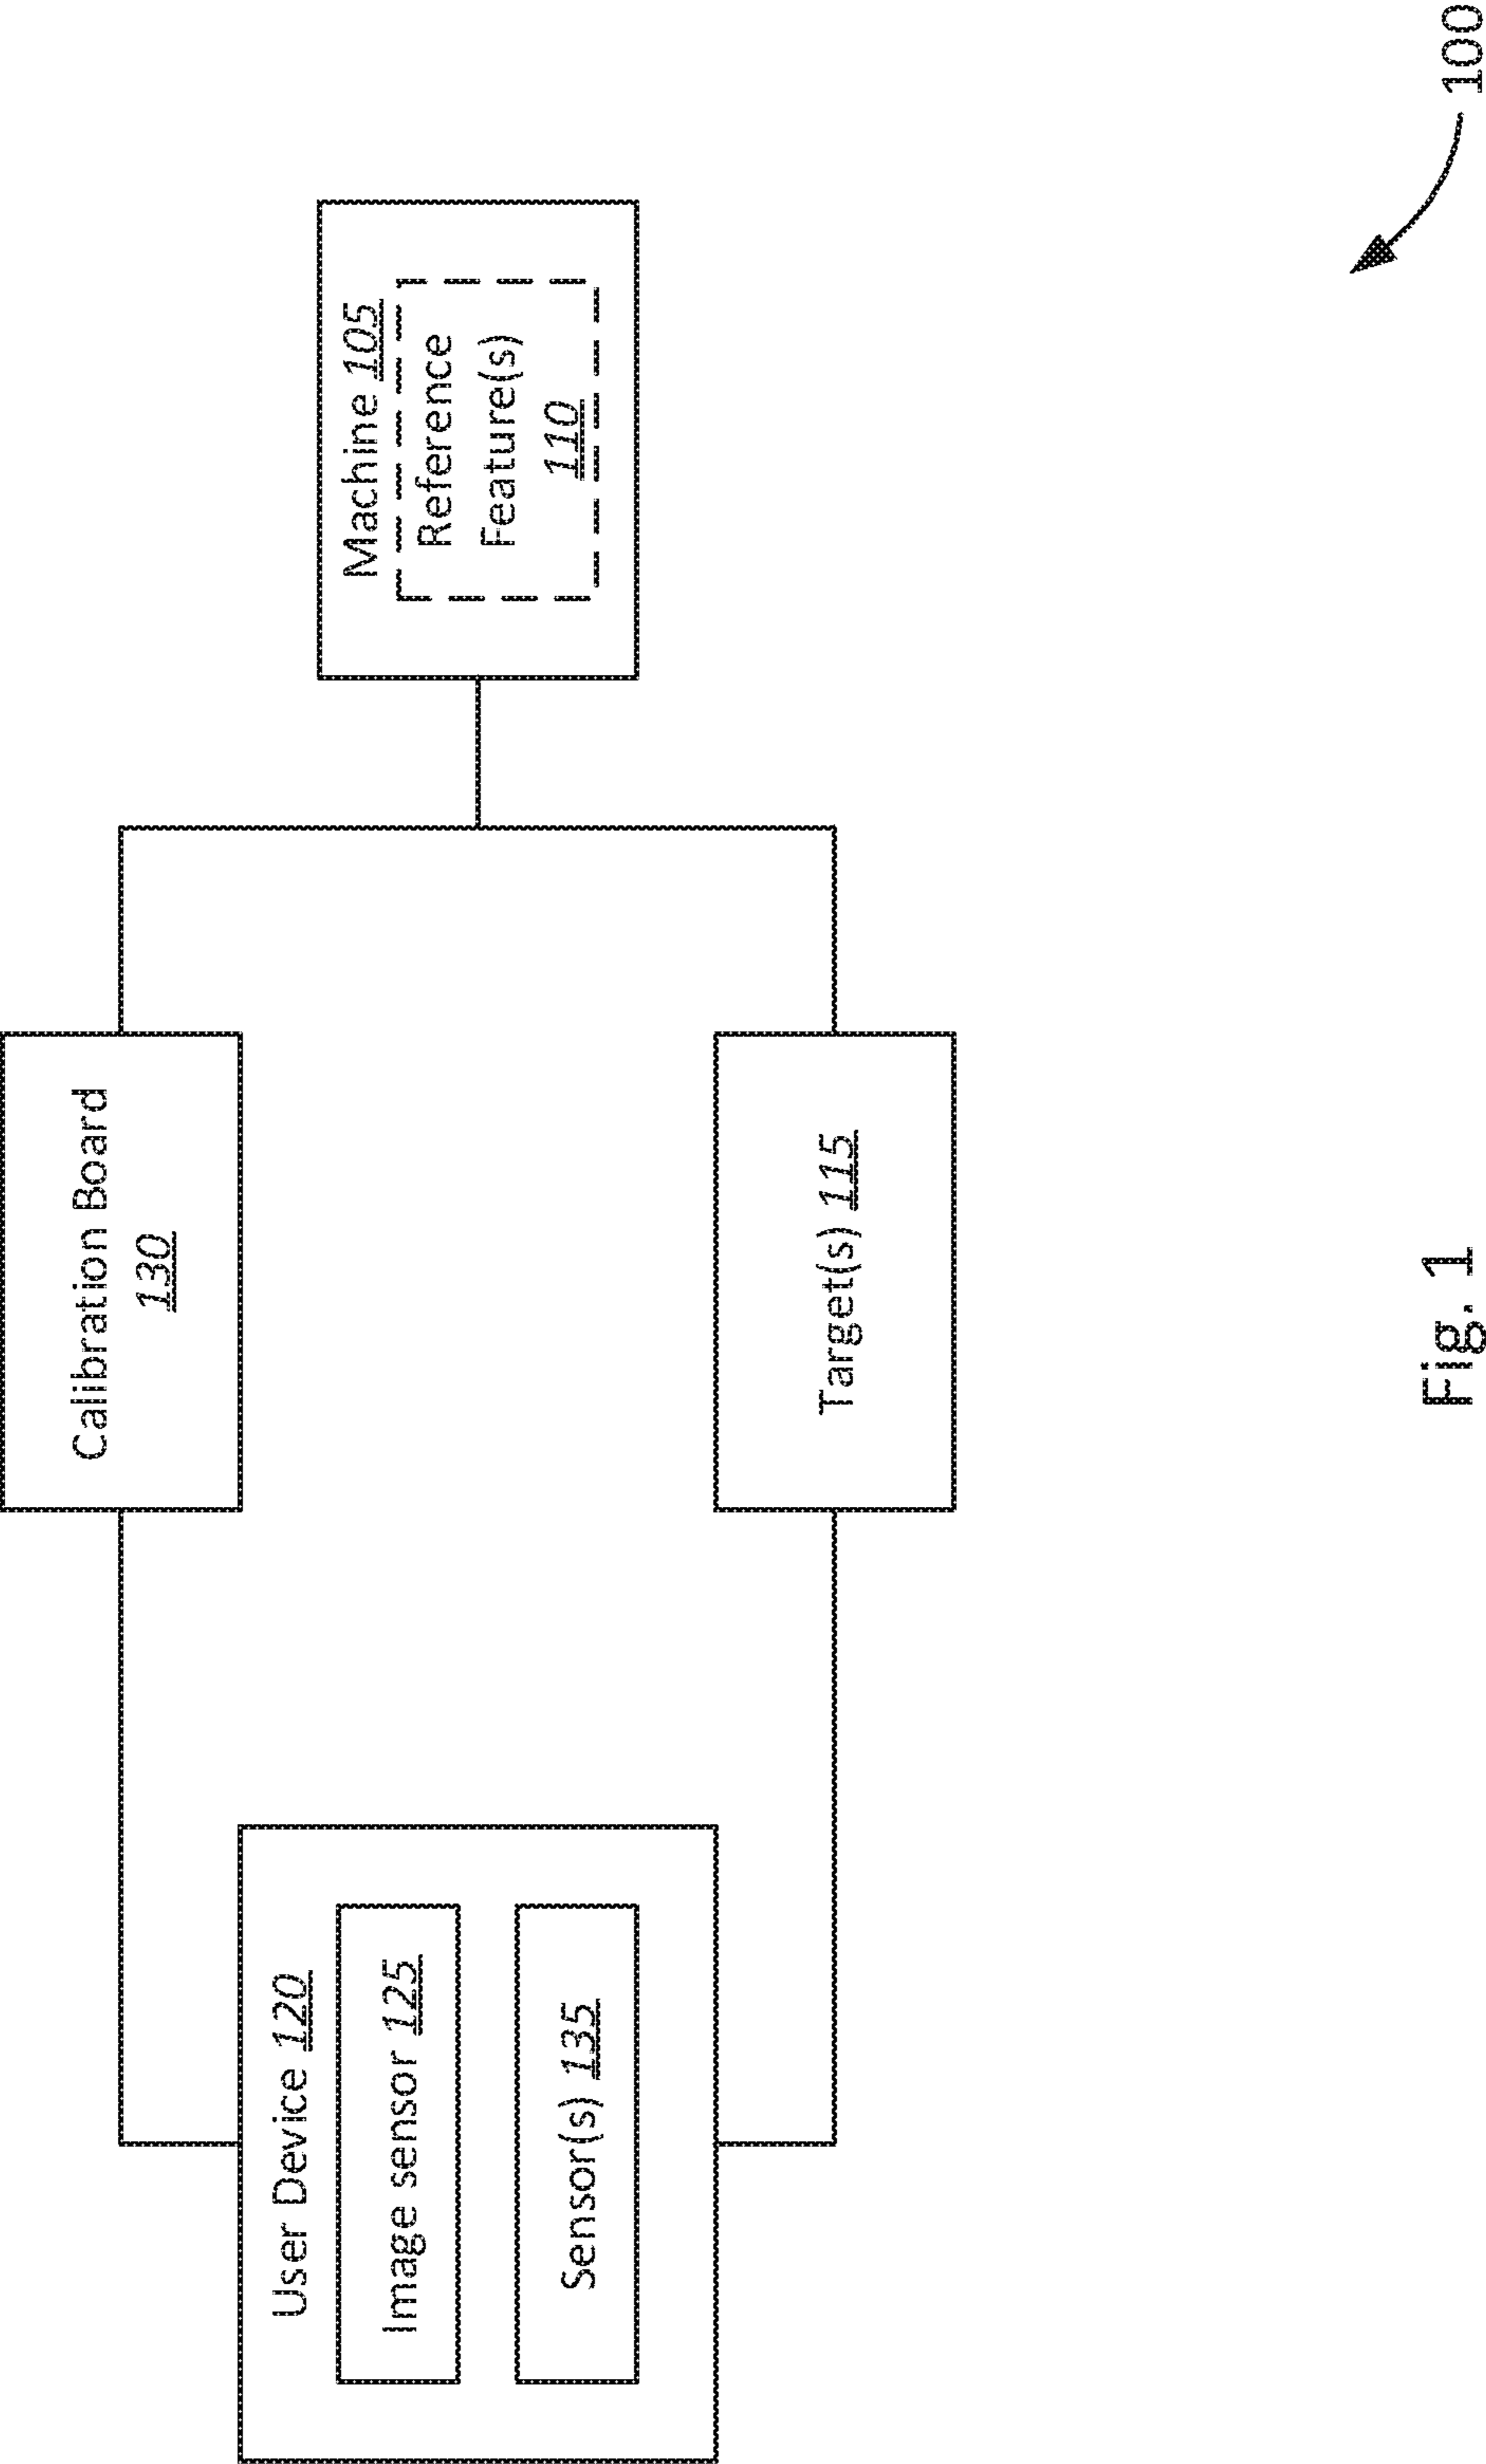 Calibration Board
130
User Device 120
Image sensor 125
Sensor(s) 135
Machine 105
Reference
Feature(s)
110
Target(s) 115
Fig. 1
100